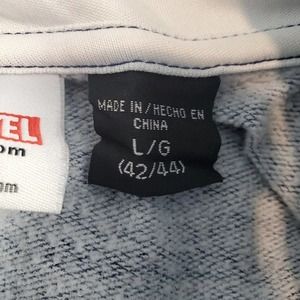 MADE IN / HECHO EN
CHINA
L/G
(42/44)